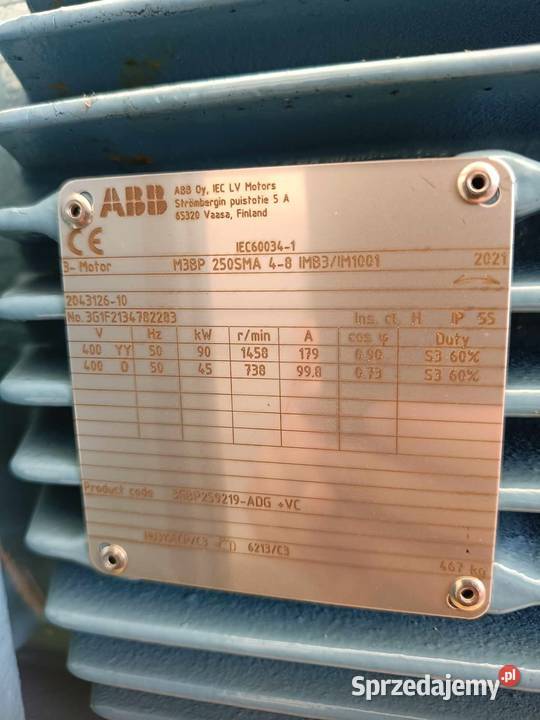 ABB
ABB Oy, IEC LV Motors
Strömbergin puistotie 5 A
65320 Vaasa, Finland
CE
IEC60034-1
3~ Motor M3BP 250SMA 4-8 IMB3/IM1001 2021
2043126-10
No. 3G1F2134782283 Ins. cl. H IP 55
V Hz kW r/min A cos φ Duty
400 YY 50 90 1458 179 0.90 S3 60%
400 D 50 45 738 99.8 0.73 S3 60%
Product code 3GBP259219-ADG +VC
6213/C3
467 kg
Sprzedajemy.pl